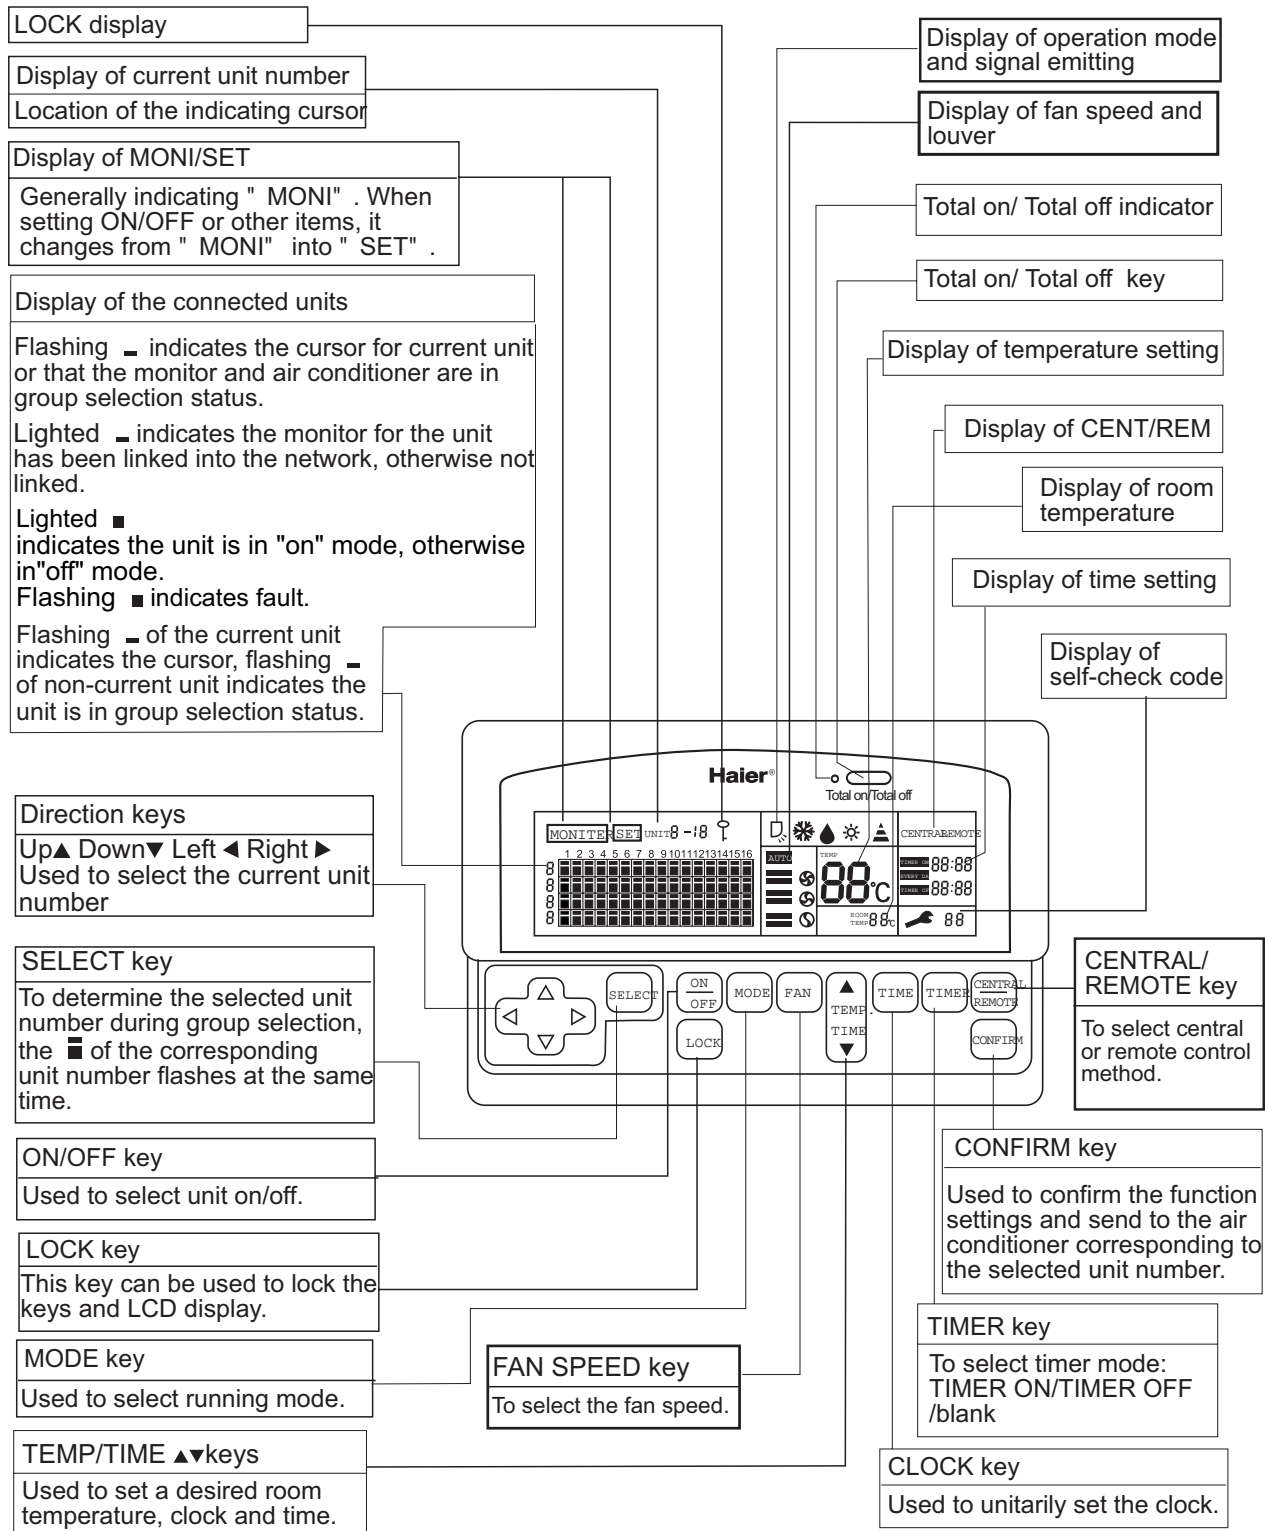 LOCK display
Display of current unit number
Location of the indicating cursor
Display of MONI/SET
Generally indicating " MONI" . When
setting ON/OFF or other items, it
changes from " MONI" into " SET" .
Display of the connected units
Flashing ▬ indicates the cursor for current unit
or that the monitor and air conditioner are in
group selection status.
Lighted ▬ indicates the monitor for the unit
has been linked into the network, otherwise not
linked.
Lighted ■
indicates the unit is in "on" mode, otherwise
in"off" mode.
Flashing ■ indicates fault.
Flashing ▬ of the current unit
indicates the cursor, flashing ▬
of non-current unit indicates the
unit is in group selection status.
Direction keys
Up▲ Down▼ Left ◀ Right ▶
Used to select the current unit
number
SELECT key
To determine the selected unit
number during group selection,
the of the corresponding
unit number flashes at the same
time.
ON/OFF key
Used to select unit on/off.
LOCK key
This key can be used to lock the
keys and LCD display.
MODE key
Used to select running mode.
TEMP/TIME ▲▼keys
Used to set a desired room
temperature, clock and time.
FAN SPEED key
To select the fan speed.
Display of operation mode
and signal emitting
Display of fan speed and
louver
Total on/ Total off indicator
Total on/ Total off key
Display of temperature setting
Display of CENT/REM
Display of room
temperature
Display of time setting
Display of
self-check code
Haier®
Total on/Total off
MONITER SET UNIT 8-18
1 2 3 4 5 6 7 8 9 10 11 12 13 14 15 16
8
8
8
8
AUTO
TEMP
88°C
ROOM
TEMP 88°C
CENTRAL REMOTE
TIMER ON 88:88
EVERY DA
TIMER OF 88:88
88
SELECT
ON
OFF
LOCK
MODE
FAN
TEMP.
TIME
TIME
TIMER
CENTRAL
REMOTE
CONFIRM
CENTRAL/
REMOTE key
To select central
or remote control
method.
CONFIRM key
Used to confirm the function
settings and send to the air
conditioner corresponding to
the selected unit number.
TIMER key
To select timer mode:
TIMER ON/TIMER OFF
/blank
CLOCK key
Used to unitarily set the clock.